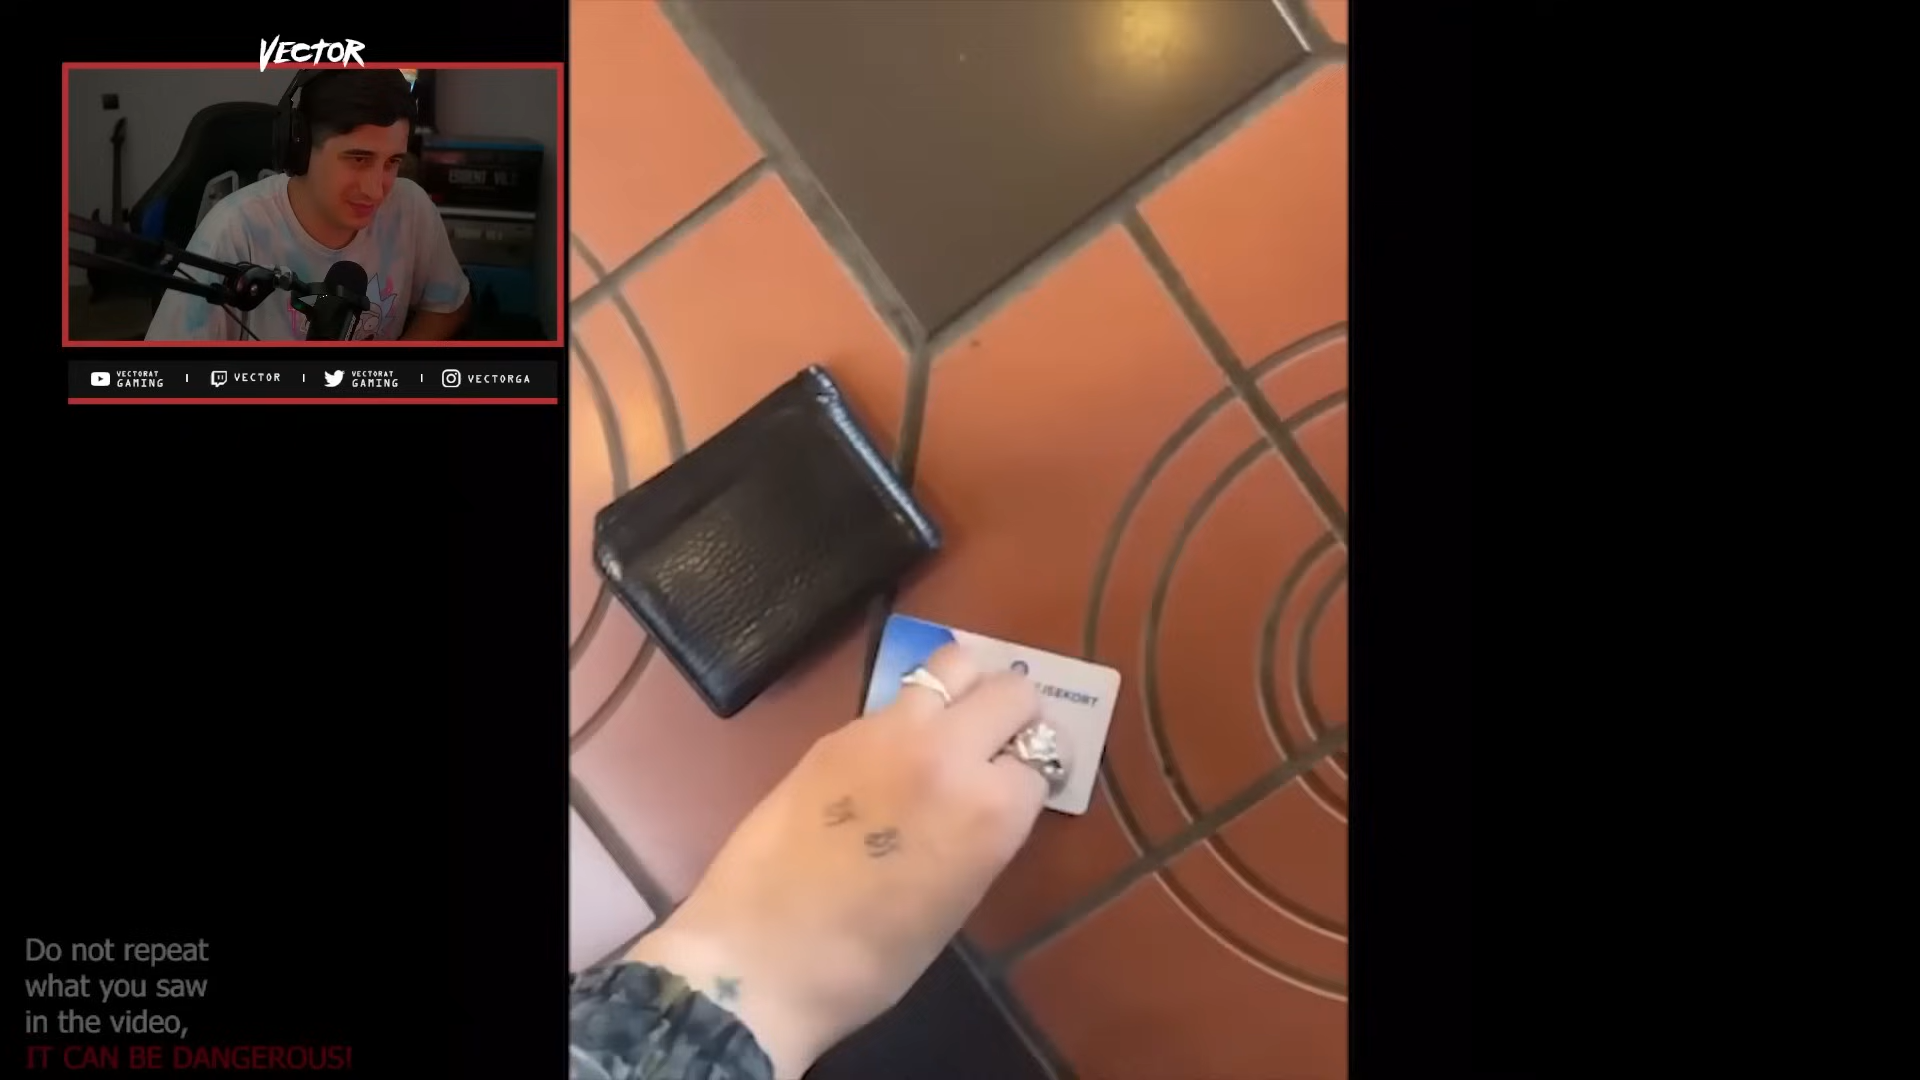 VECTOR
VECTORAT
GAMING
VECTOR
VECTORAT
GAMING
VECTORGA
Do not repeat
what you saw
in the video,
IT CAN BE DANGEROUS!